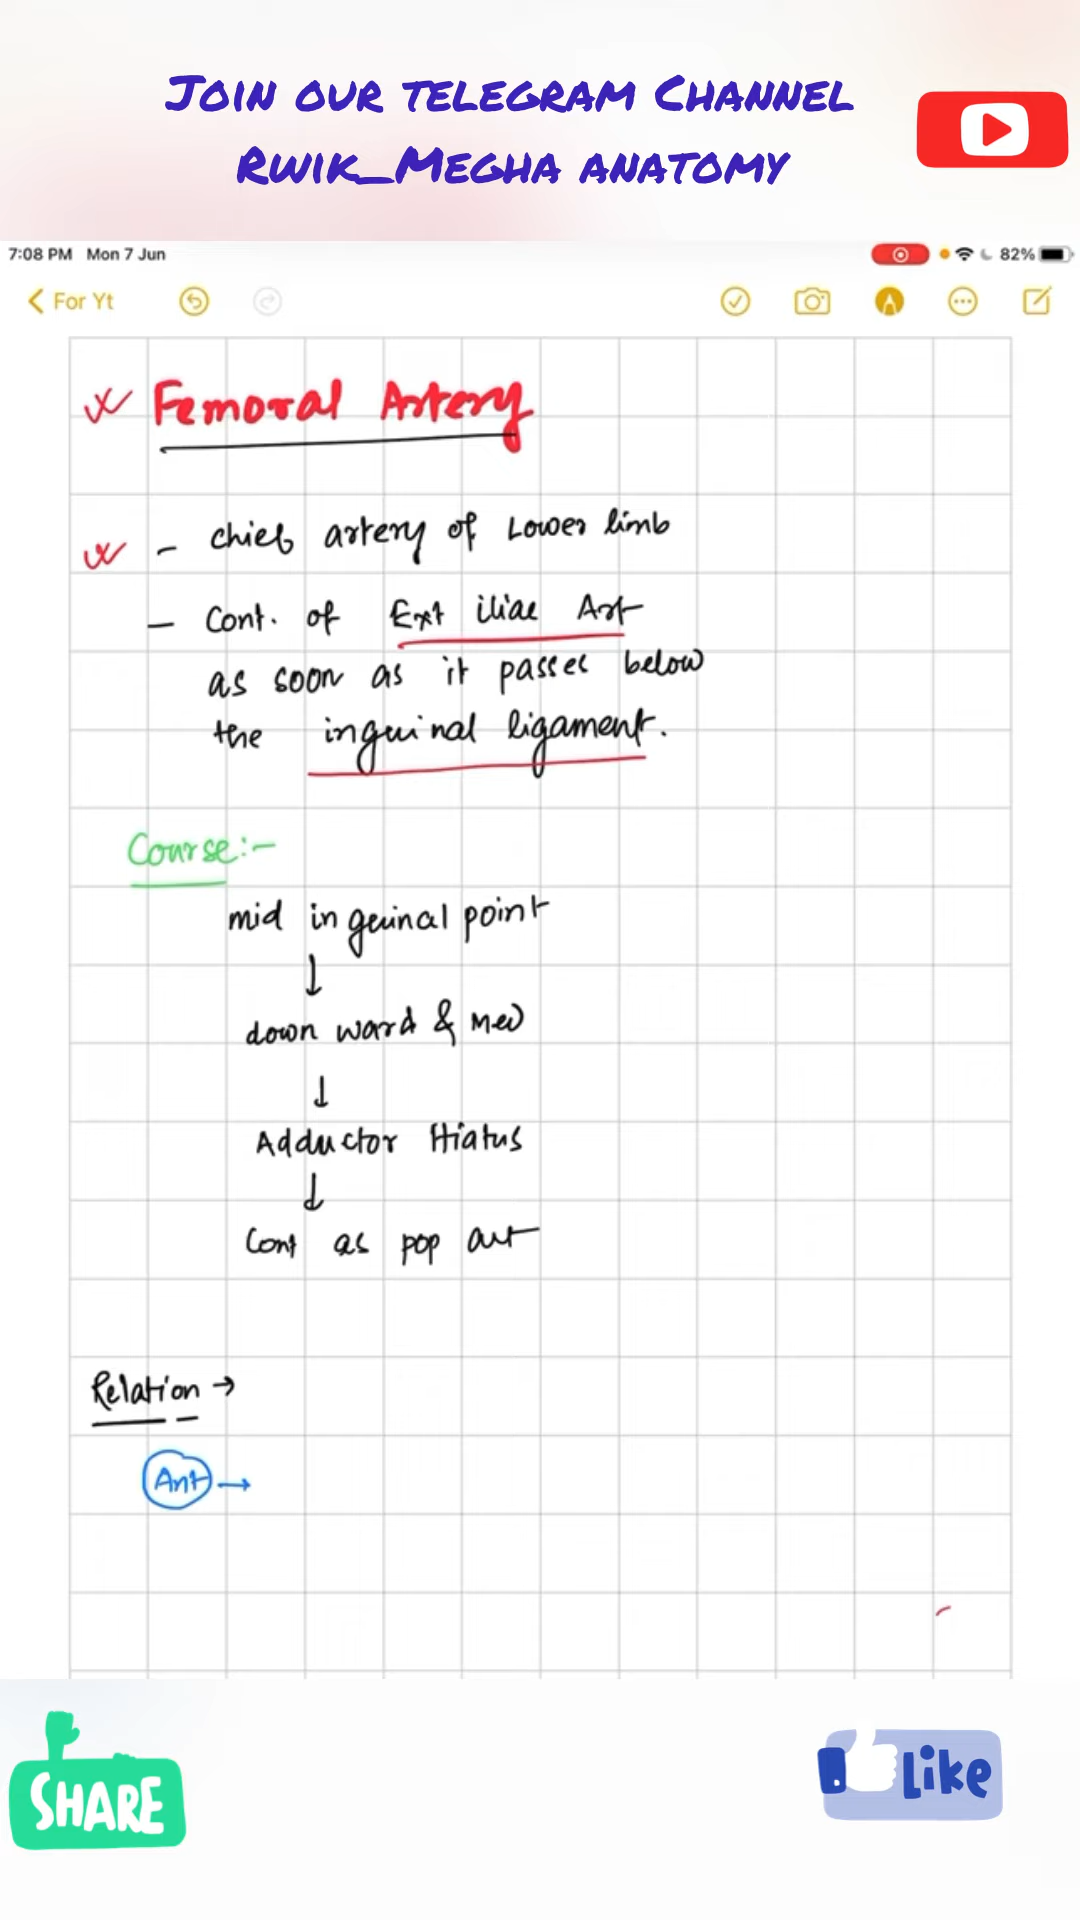 Join our telegram Channel
Rwik_Megha anatomy
7:08 PM Mon 7 Jun
82%
For Yt
Femoral Artery
- chief artery of Lower limb
- Cont. of Ext iliac Art
as soon as it passes below
the inguinal ligament.
Course:-
mid inguinal point
↓
down ward & Med
↓
Adductor Hiatus
↓
Cont as pop art
Relation →
Ant →
SHARE
Like